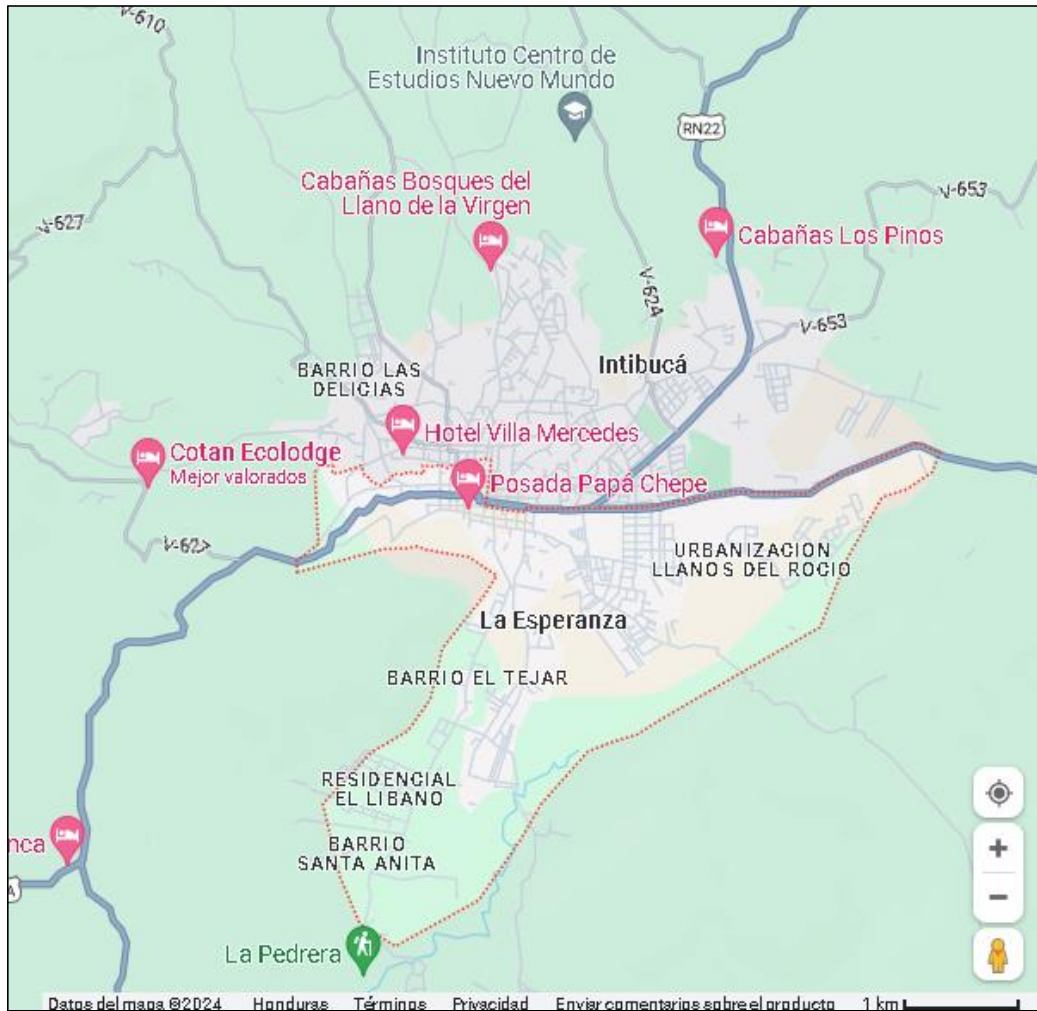 V-610
Instituto Centro de
Estudios Nuevo Mundo
RN22
Cabañas Bosques del
Llano de la Virgen
V-653
V-627
Cabañas Los Pinos
V-624
V-653
Intibucá
BARRIO LAS
DELICIAS
Hotel Villa Mercedes
Cotan Ecolodge
Mejor valorados
Posada Papá Chepe
V-62
URBANIZACION
LLANOS DEL ROCIO
La Esperanza
BARRIO EL TEJAR
RESIDENCIAL
EL LIBANO
nca
BARRIO
SANTA ANITA
A
La Pedrera
Datos del mapa ©2024 Honduras Términos Privacidad Enviar comentarios sobre el producto 1 km